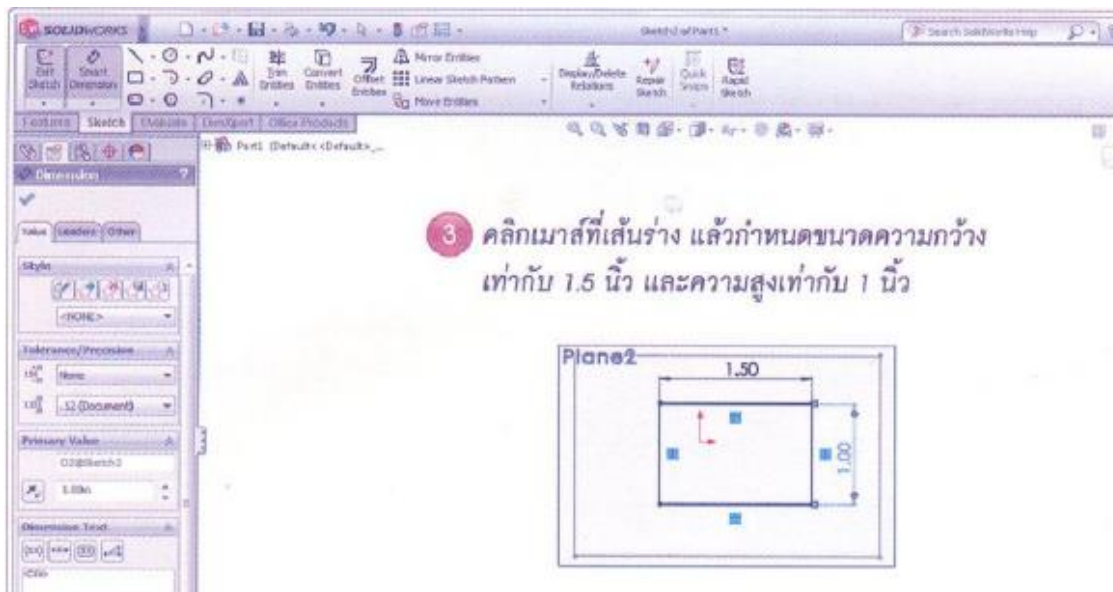 SOLIDWORKS
Sketch2 of Part1 *
Search SolidWorks Help
Exit Sketch
Smart Dimension
Trim Entities
Convert Entities
Offset Entities
Mirror Entities
Linear Sketch Pattern
Move Entities
Display/Delete Relations
Repair Sketch
Quick Snaps
Rapid Sketch
Features Sketch Evaluate DimXpert Office Products
Part1 (Default<<Default>_...
Dimension ?
Value Leaders Other
Style
<NONE>
Tolerance/Precision
None
.12 (Document)
Primary Value
D2@Sketch2
1.00in
Dimension Text
<DIM>
3 คลิกเมาส์ที่เส้นร่าง แล้วกำหนดขนาดความกว้าง
เท่ากับ 1.5 นิ้ว และความสูงเท่ากับ 1 นิ้ว
Plane2
1.50
1.00